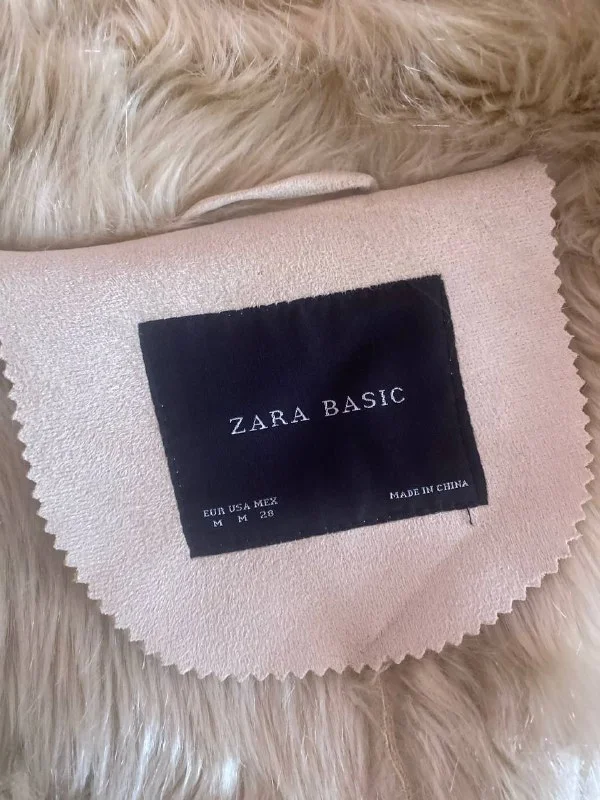 ZARA BASIC
EUR USA MEX
M M 28
MADE IN CHINA